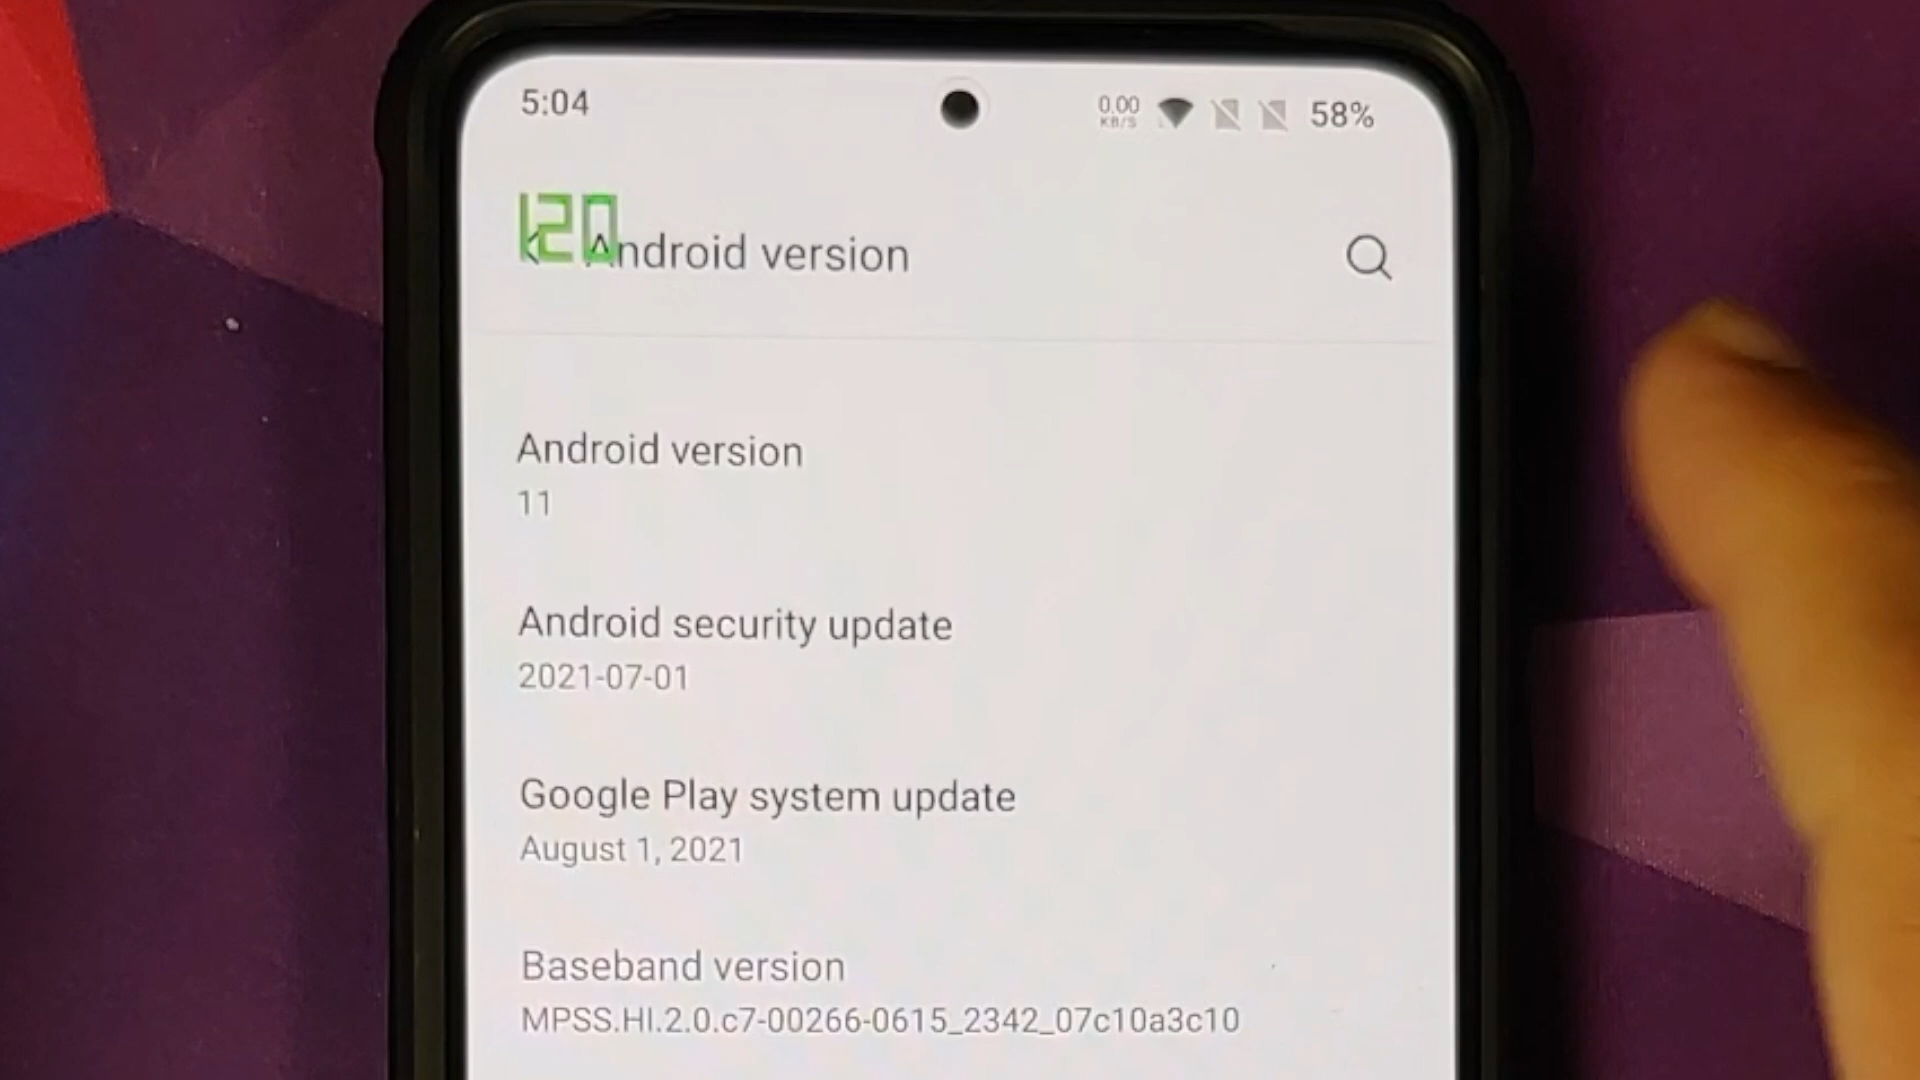 5:04
0.00
KB/S
58%
120
Android version
Android version
11
Android security update
2021-07-01
Google Play system update
August 1, 2021
Baseband version
MPSS.HI.2.0.c7-00266-0615_2342_07c10a3c10